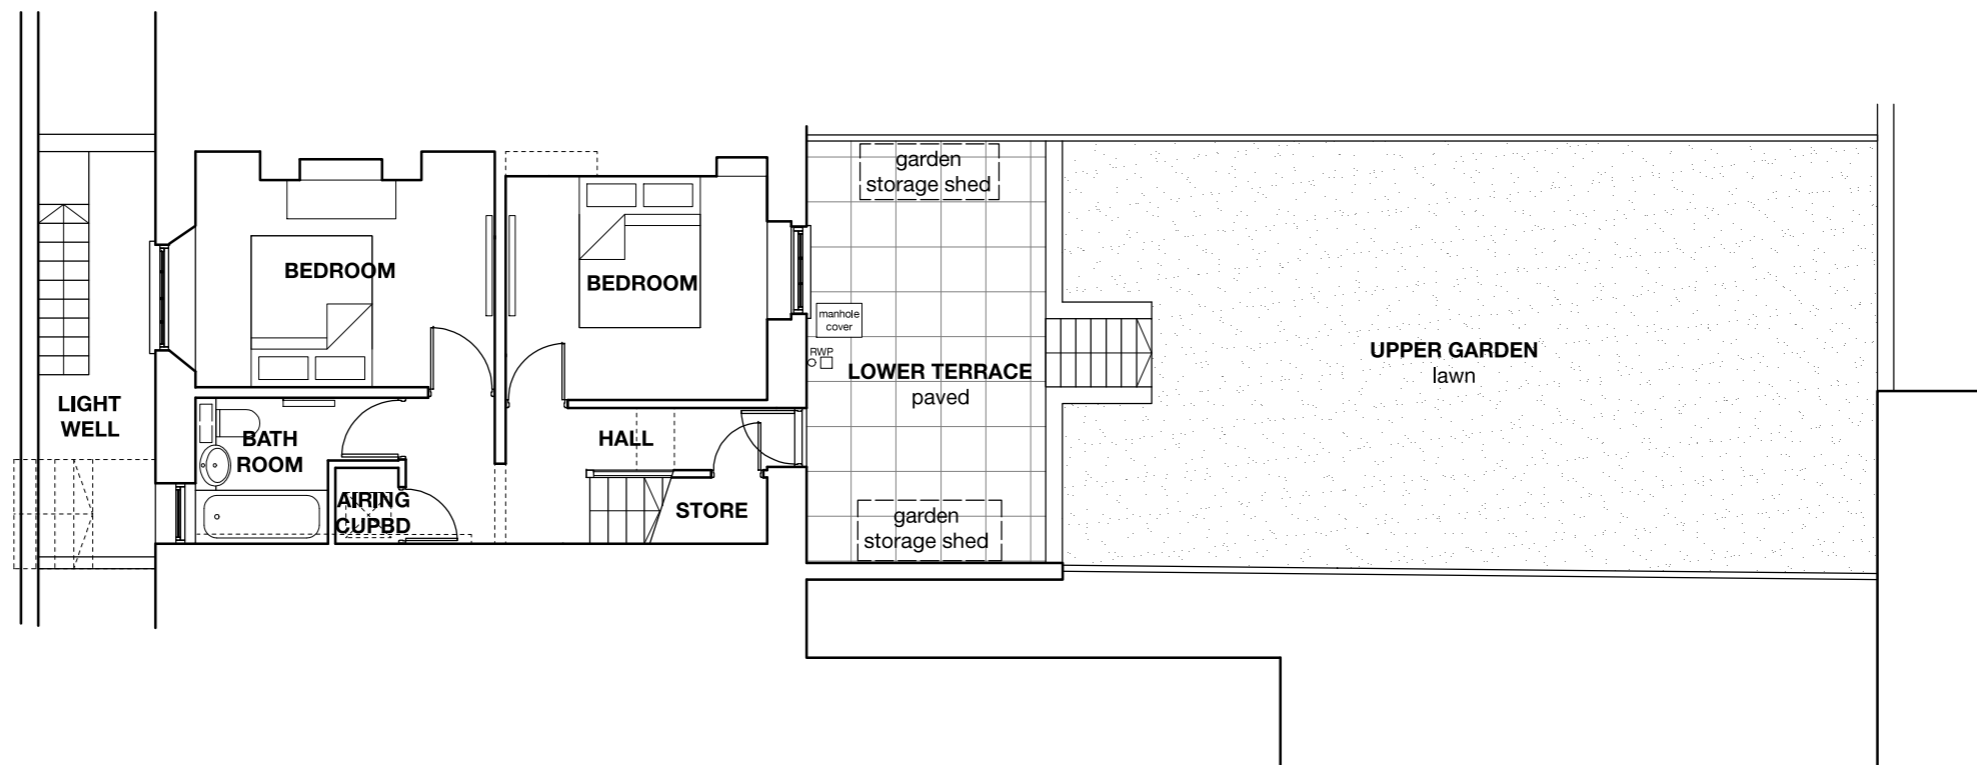 garden
storage shed
BEDROOM
BEDROOM
manhole
cover
RWP
LOWER TERRACE
paved
UPPER GARDEN
lawn
LIGHT
WELL
BATH
ROOM
HALL
AIRING
CUPBD
STORE
garden
storage shed